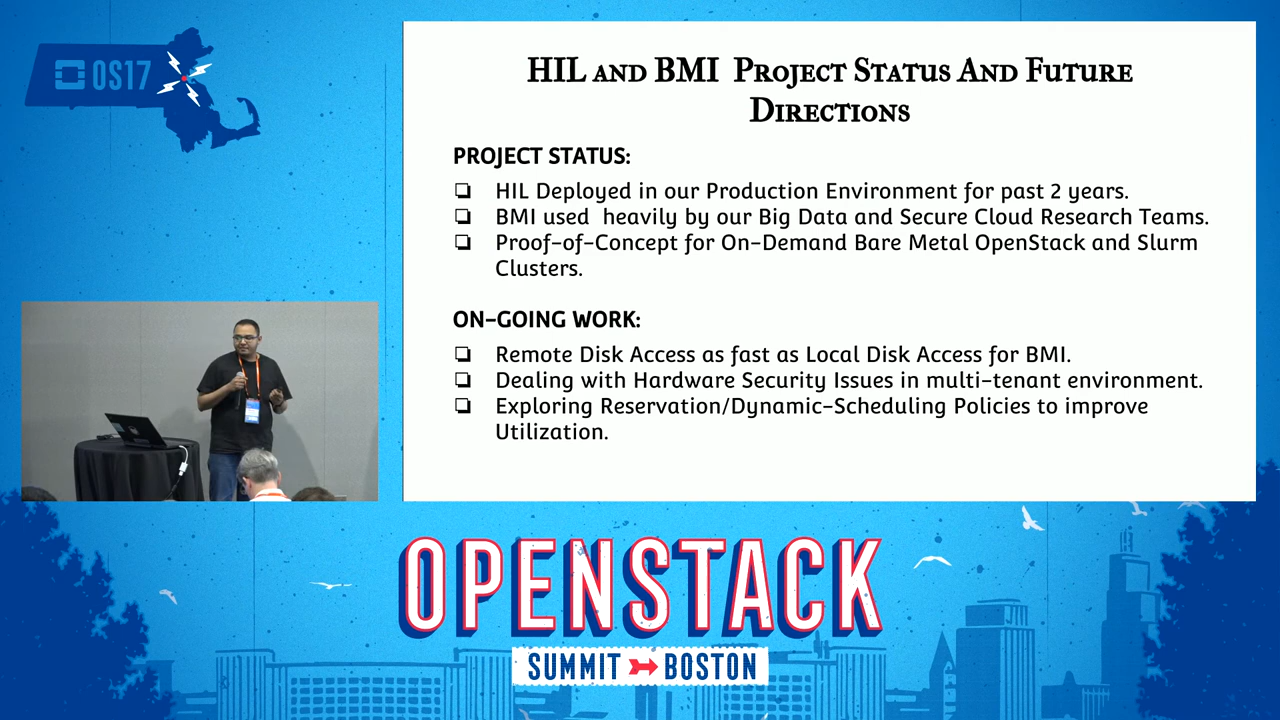 OS17
HIL AND BMI PROJECT STATUS AND FUTURE
DIRECTIONS
PROJECT STATUS:
❏ HIL Deployed in our Production Environment for past 2 years.
❏ BMI used heavily by our Big Data and Secure Cloud Research Teams.
❏ Proof-of-Concept for On-Demand Bare Metal OpenStack and Slurm
Clusters.
ON-GOING WORK:
❏ Remote Disk Access as fast as Local Disk Access for BMI.
❏ Dealing with Hardware Security Issues in multi-tenant environment.
❏ Exploring Reservation/Dynamic-Scheduling Policies to improve
Utilization.
OPENSTACK
SUMMIT BOSTON